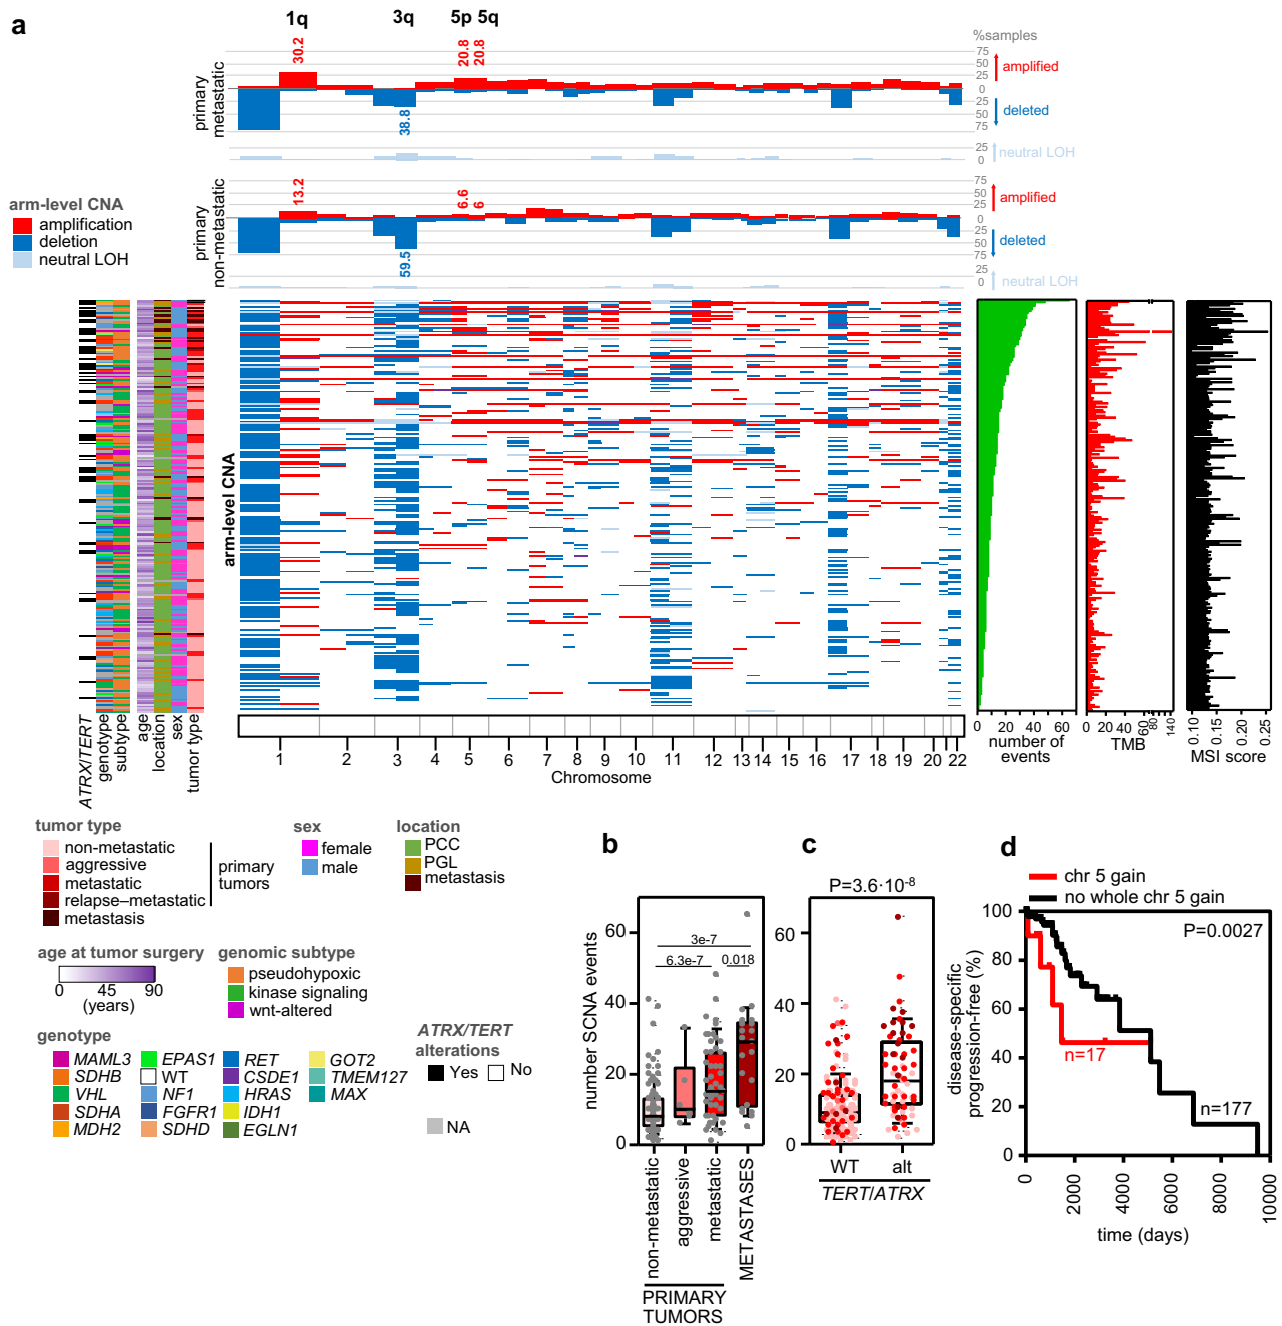 a
1q 3q 5p 5q
%samples
primary
metastatic
30.2
20.8
20.8
38.8
75
50
25
0
25
50
75
amplified
deleted
25
0
neutral LOH
primary
non-metastatic
13.2
6.6
6
59.5
75
50
25
0
25
50
75
amplified
deleted
25
0
neutral LOH
arm-level CNA
amplification
deletion
neutral LOH
arm-level CNA
ATRX/TERT
genotype
subtype
age
location
sex
tumor type
1 2 3 4 5 6 7 8 9 10 11 12 13 14 15 16 17 18 19 20 22
Chromosome
0 20 40 60
number of
events
0 20 40 60 80 140
TMB
0.10 0.15 0.20 0.25
MSI score
tumor type
non-metastatic
aggressive
metastatic
relapse–metastatic
metastasis
primary
tumors
sex
female
male
location
PCC
PGL
metastasis
age at tumor surgery
0 45 90
(years)
genomic subtype
pseudohypoxic
kinase signaling
wnt-altered
genotype
MAML3 EPAS1 RET GOT2
SDHB WT CSDE1 TMEM127
VHL NF1 HRAS MAX
SDHA FGFR1 IDH1
MDH2 SDHD EGLN1
ATRX/TERT
alterations
Yes No
NA
b
number SCNA events
60
40
20
0
3e-7
6.3e-7
0.018
non-metastatic
aggressive
metastatic
METASTASES
PRIMARY
TUMORS
c
P=3.6·10-8
60
40
20
0
WT alt
TERT/ATRX
d
chr 5 gain
no whole chr 5 gain
disease-specific
progression-free (%)
100
80
60
40
20
0
P=0.0027
n=17
n=177
0 2000 4000 6000 8000 10000
time (days)